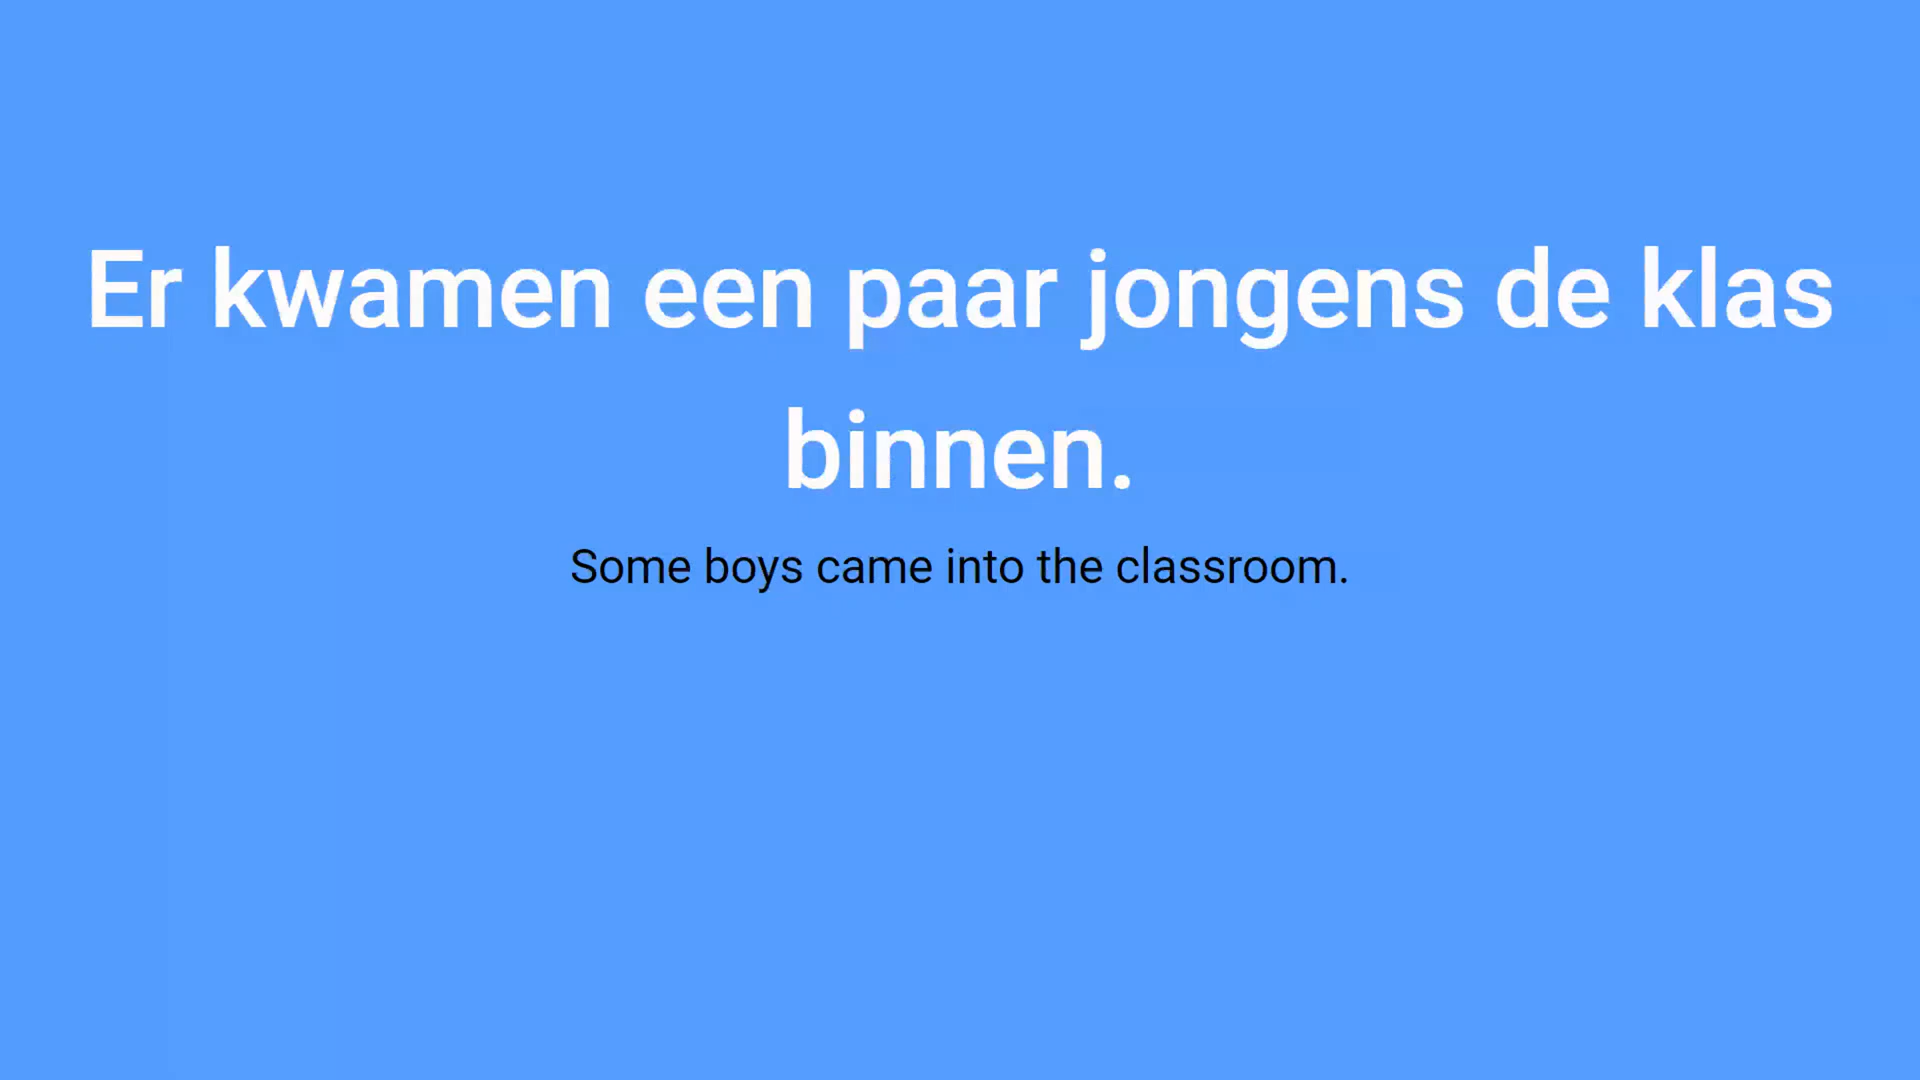 Er kwamen een paar jongens de klas
binnen.
Some boys came into the classroom.